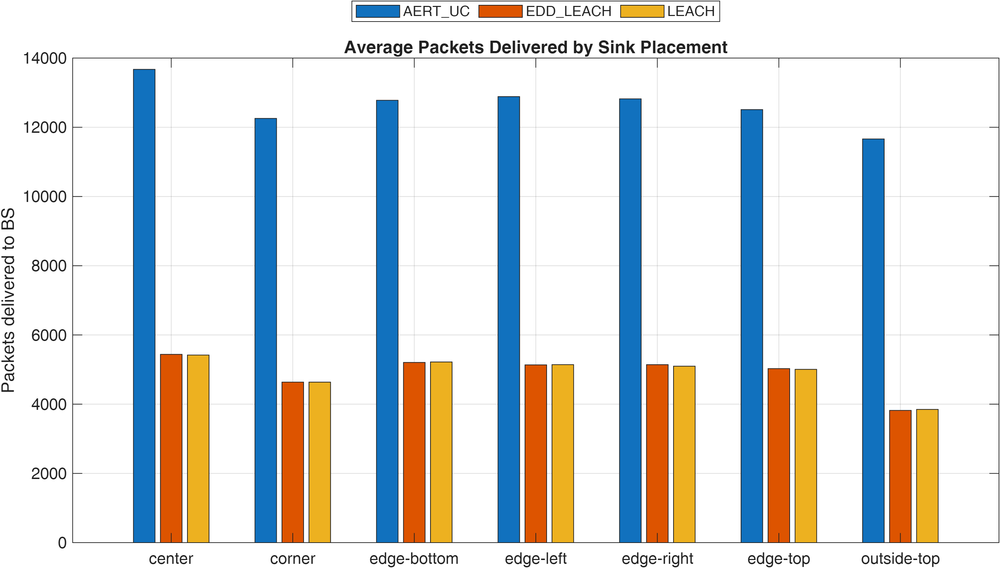 AERT_UC EDD_LEACH LEACH
Average Packets Delivered by Sink Placement
14000
12000
10000
8000
6000
4000
2000
0
Packets delivered to BS
center corner edge-bottom edge-left edge-right edge-top outside-top